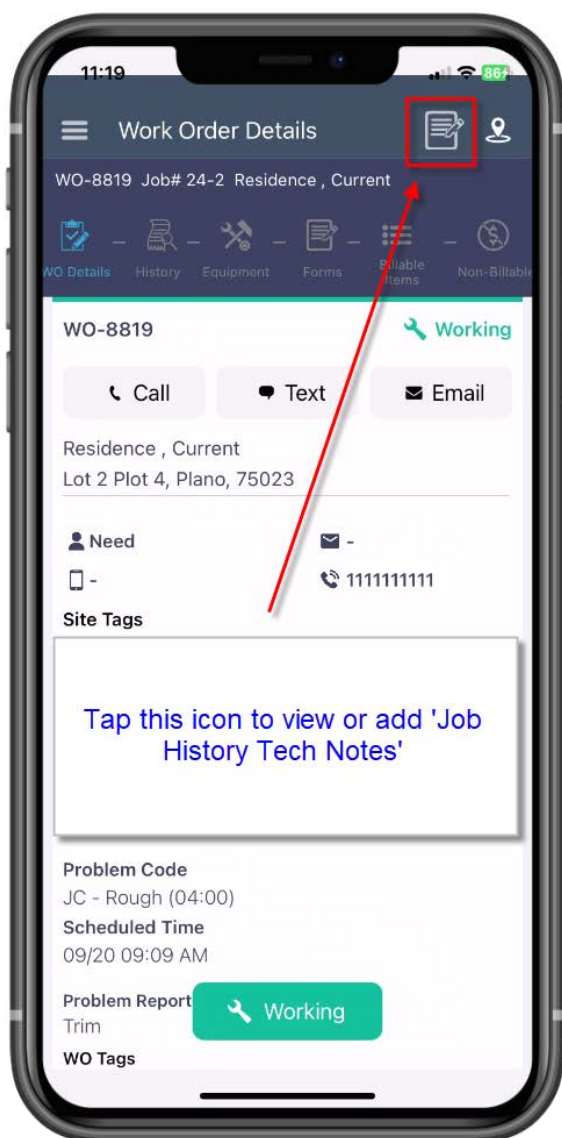 11:19
86
Work Order Details
WO-8819 Job# 24-2 Residence , Current
WO Details History Equipment Forms Billable Items Non-Billable
WO-8819 Working
Call Text Email
Residence , Current
Lot 2 Plot 4, Plano, 75023
Need -
- 1111111111
Site Tags
Tap this icon to view or add 'Job
History Tech Notes'
Problem Code
JC - Rough (04:00)
Scheduled Time
09/20 09:09 AM
Problem Report
Trim
Working
WO Tags